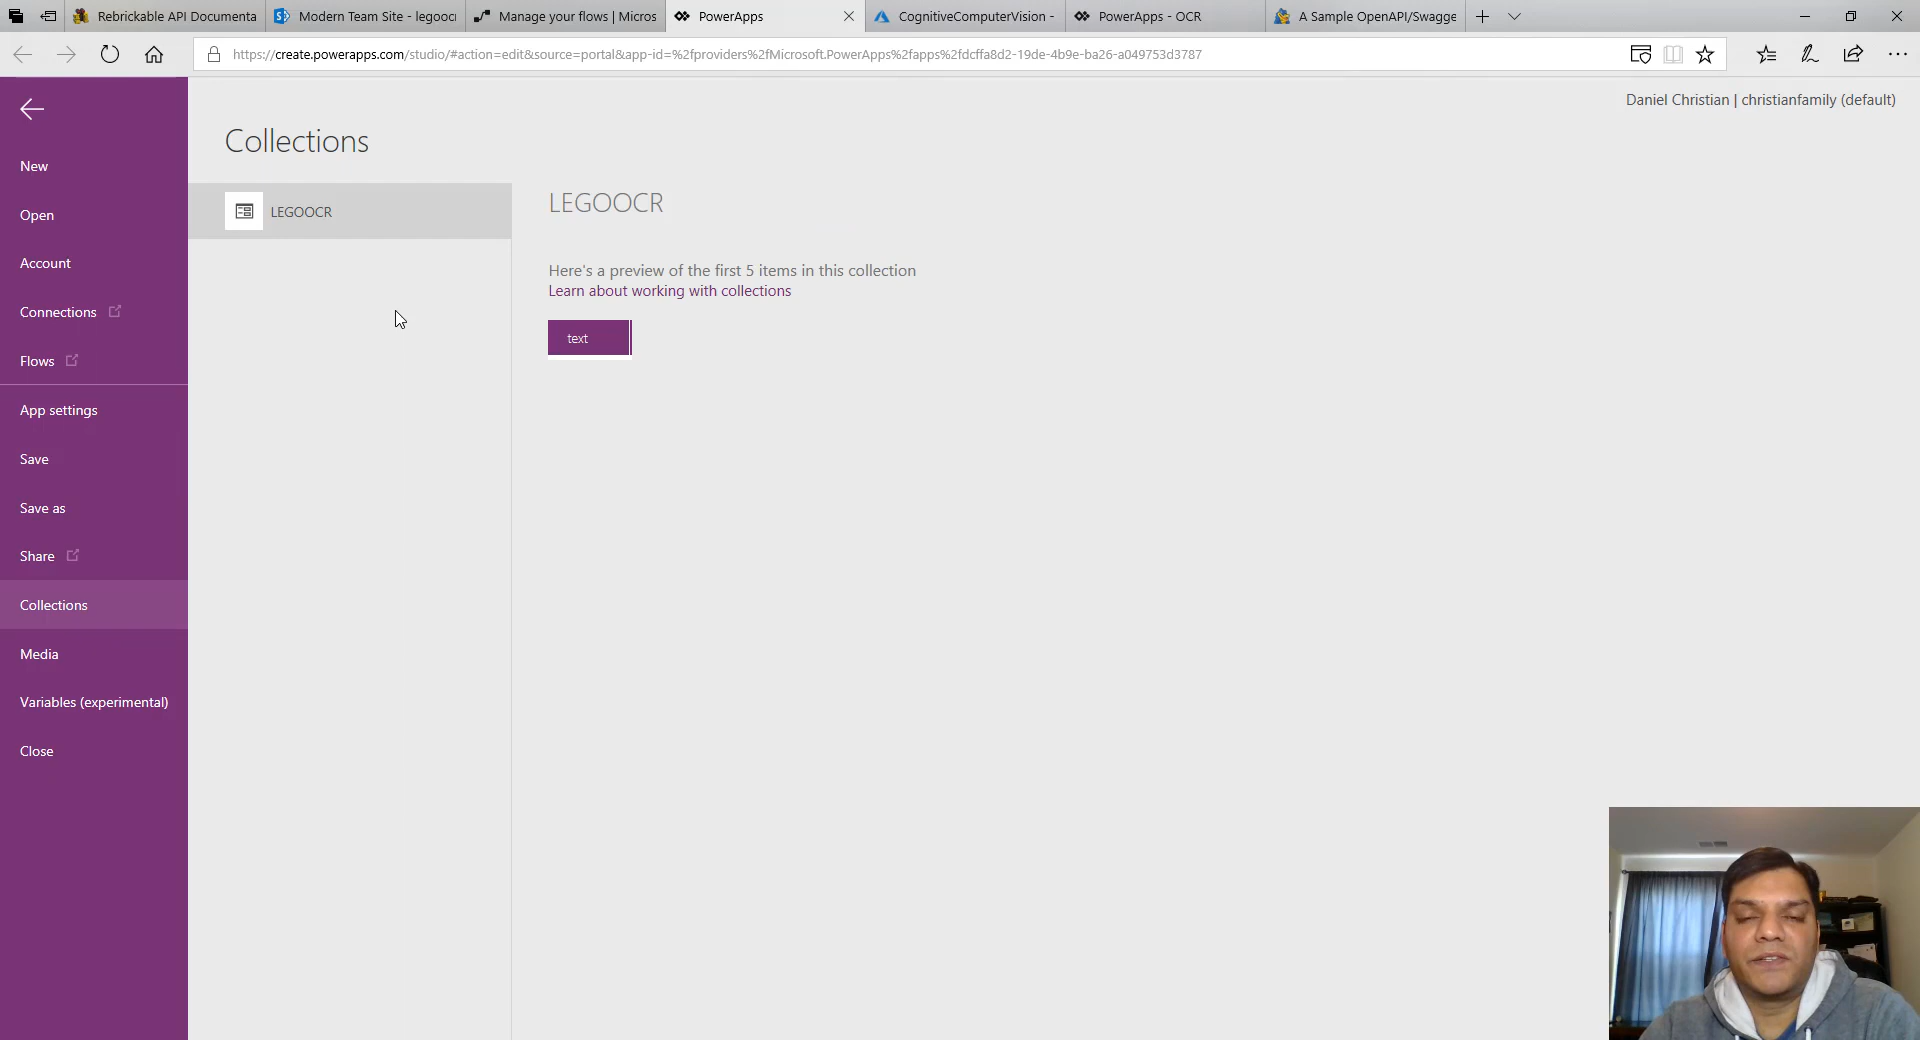 Rebrickable API Documenta
Modern Team Site - legooci
Manage your flows | Micros
PowerApps
CognitiveComputerVision -
PowerApps - OCR
A Sample OpenAPI/Swagge
https://create.powerapps.com/studio/#action=edit&source=portal&app-id=%2fproviders%2fMicrosoft.PowerApps%2fapps%2fdcffa8d2-19de-4b9e-ba26-a049753d3787
Daniel Christian | christianfamily (default)
New
Open
Account
Connections
Flows
App settings
Save
Save as
Share
Collections
Media
Variables (experimental)
Close
Collections
LEGOOCR
LEGOOCR
Here's a preview of the first 5 items in this collection
Learn about working with collections
text